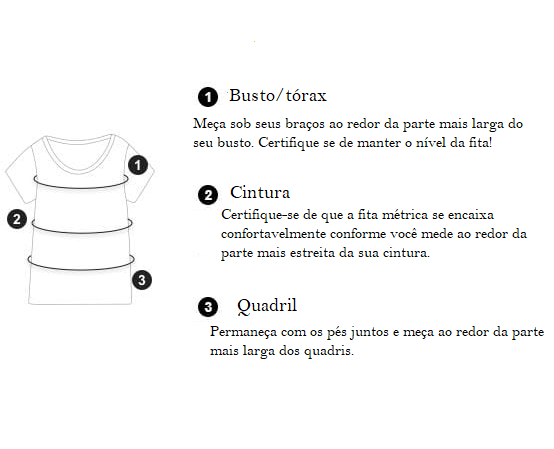 1
2
3
1 Busto/tórax
Meça sob seus braços ao redor da parte mais larga do
seu busto. Certifique se de manter o nível da fita!
2 Cintura
Certifique-se de que a fita métrica se encaixa
confortavelmente conforme você mede ao redor da
parte mais estreita da sua cintura.
3 Quadril
Permaneça com os pés juntos e meça ao redor da parte
mais larga dos quadris.